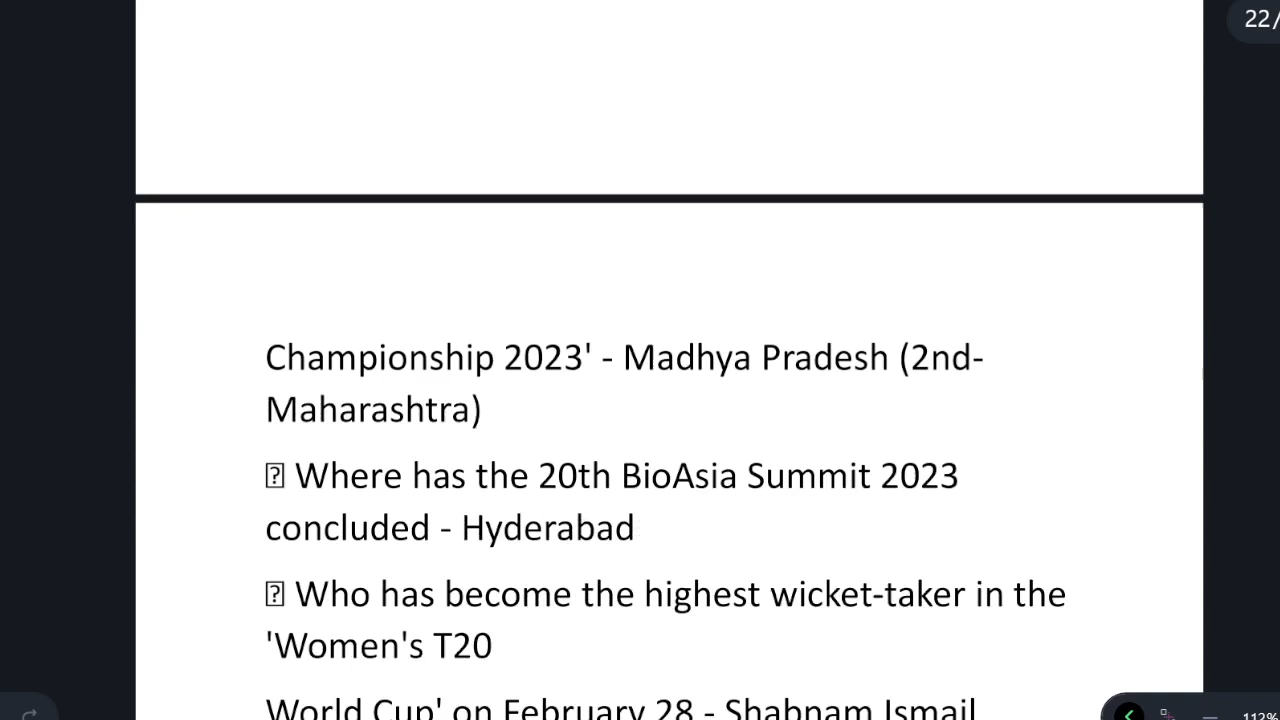 22/
Championship 2023' - Madhya Pradesh (2nd-
Maharashtra)
Where has the 20th BioAsia Summit 2023
concluded - Hyderabad
Who has become the highest wicket-taker in the
'Women's T20
World Cup' on February 28 - Shabnam Ismail
112%